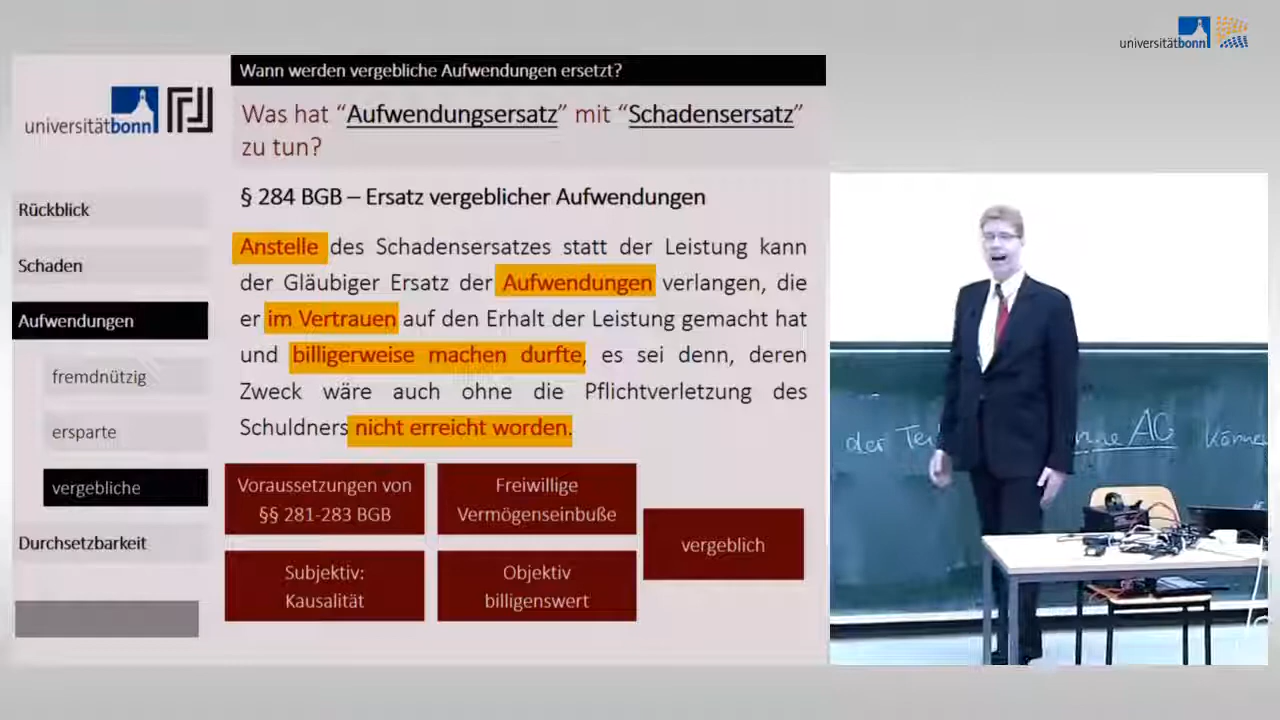 universitätbonn
Wann werden vergebliche Aufwendungen ersetzt?
universitätbonn
Was hat “Aufwendungsersatz” mit “Schadensersatz”
zu tun?
§ 284 BGB – Ersatz vergeblicher Aufwendungen
Rückblick
Schaden
Aufwendungen
fremdnützig
ersparte
vergebliche
Durchsetzbarkeit
Anstelle des Schadensersatzes statt der Leistung kann
der Gläubiger Ersatz der Aufwendungen verlangen, die
er im Vertrauen auf den Erhalt der Leistung gemacht hat
und billigerweise machen durfte, es sei denn, deren
Zweck wäre auch ohne die Pflichtverletzung des
Schuldners nicht erreicht worden.
Voraussetzungen von
§§ 281-283 BGB
Freiwillige
Vermögenseinbuße
Subjektiv:
Kausalität
Objektiv
billigenswert
vergeblich
der AG